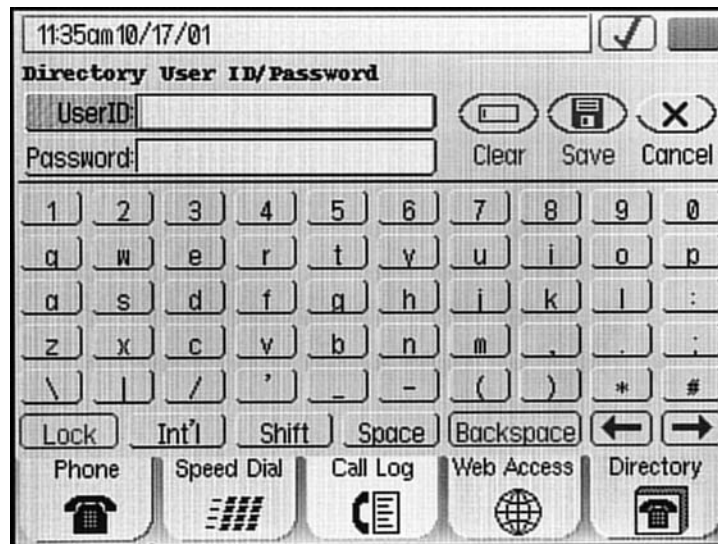 11:35am 10/17/01
Directory User ID/Password
UserID:
Password:
Clear Save Cancel
1 2 3 4 5 6 7 8 9 0
q w e r t y u i o p
a s d f g h j k l :
z x c v b n m , . ;
\ | / ' _ - ( ) * #
Lock Int'l Shift Space Backspace
Phone Speed Dial Call Log Web Access Directory